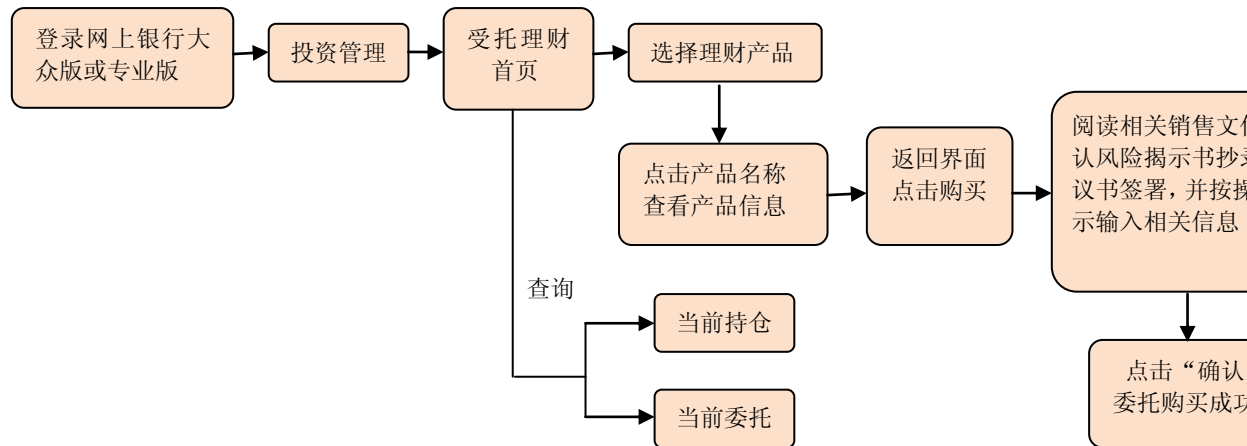 登录网上银行大
众版或专业版
投资管理
受托理财
首页
选择理财产品
点击产品名称
查看产品信息
返回界面
点击购买
阅读相关销售文
认风险揭示书抄
议书签署，并按
示输入相关信息
查询
当前持仓
当前委托
点击“确认
委托购买成功